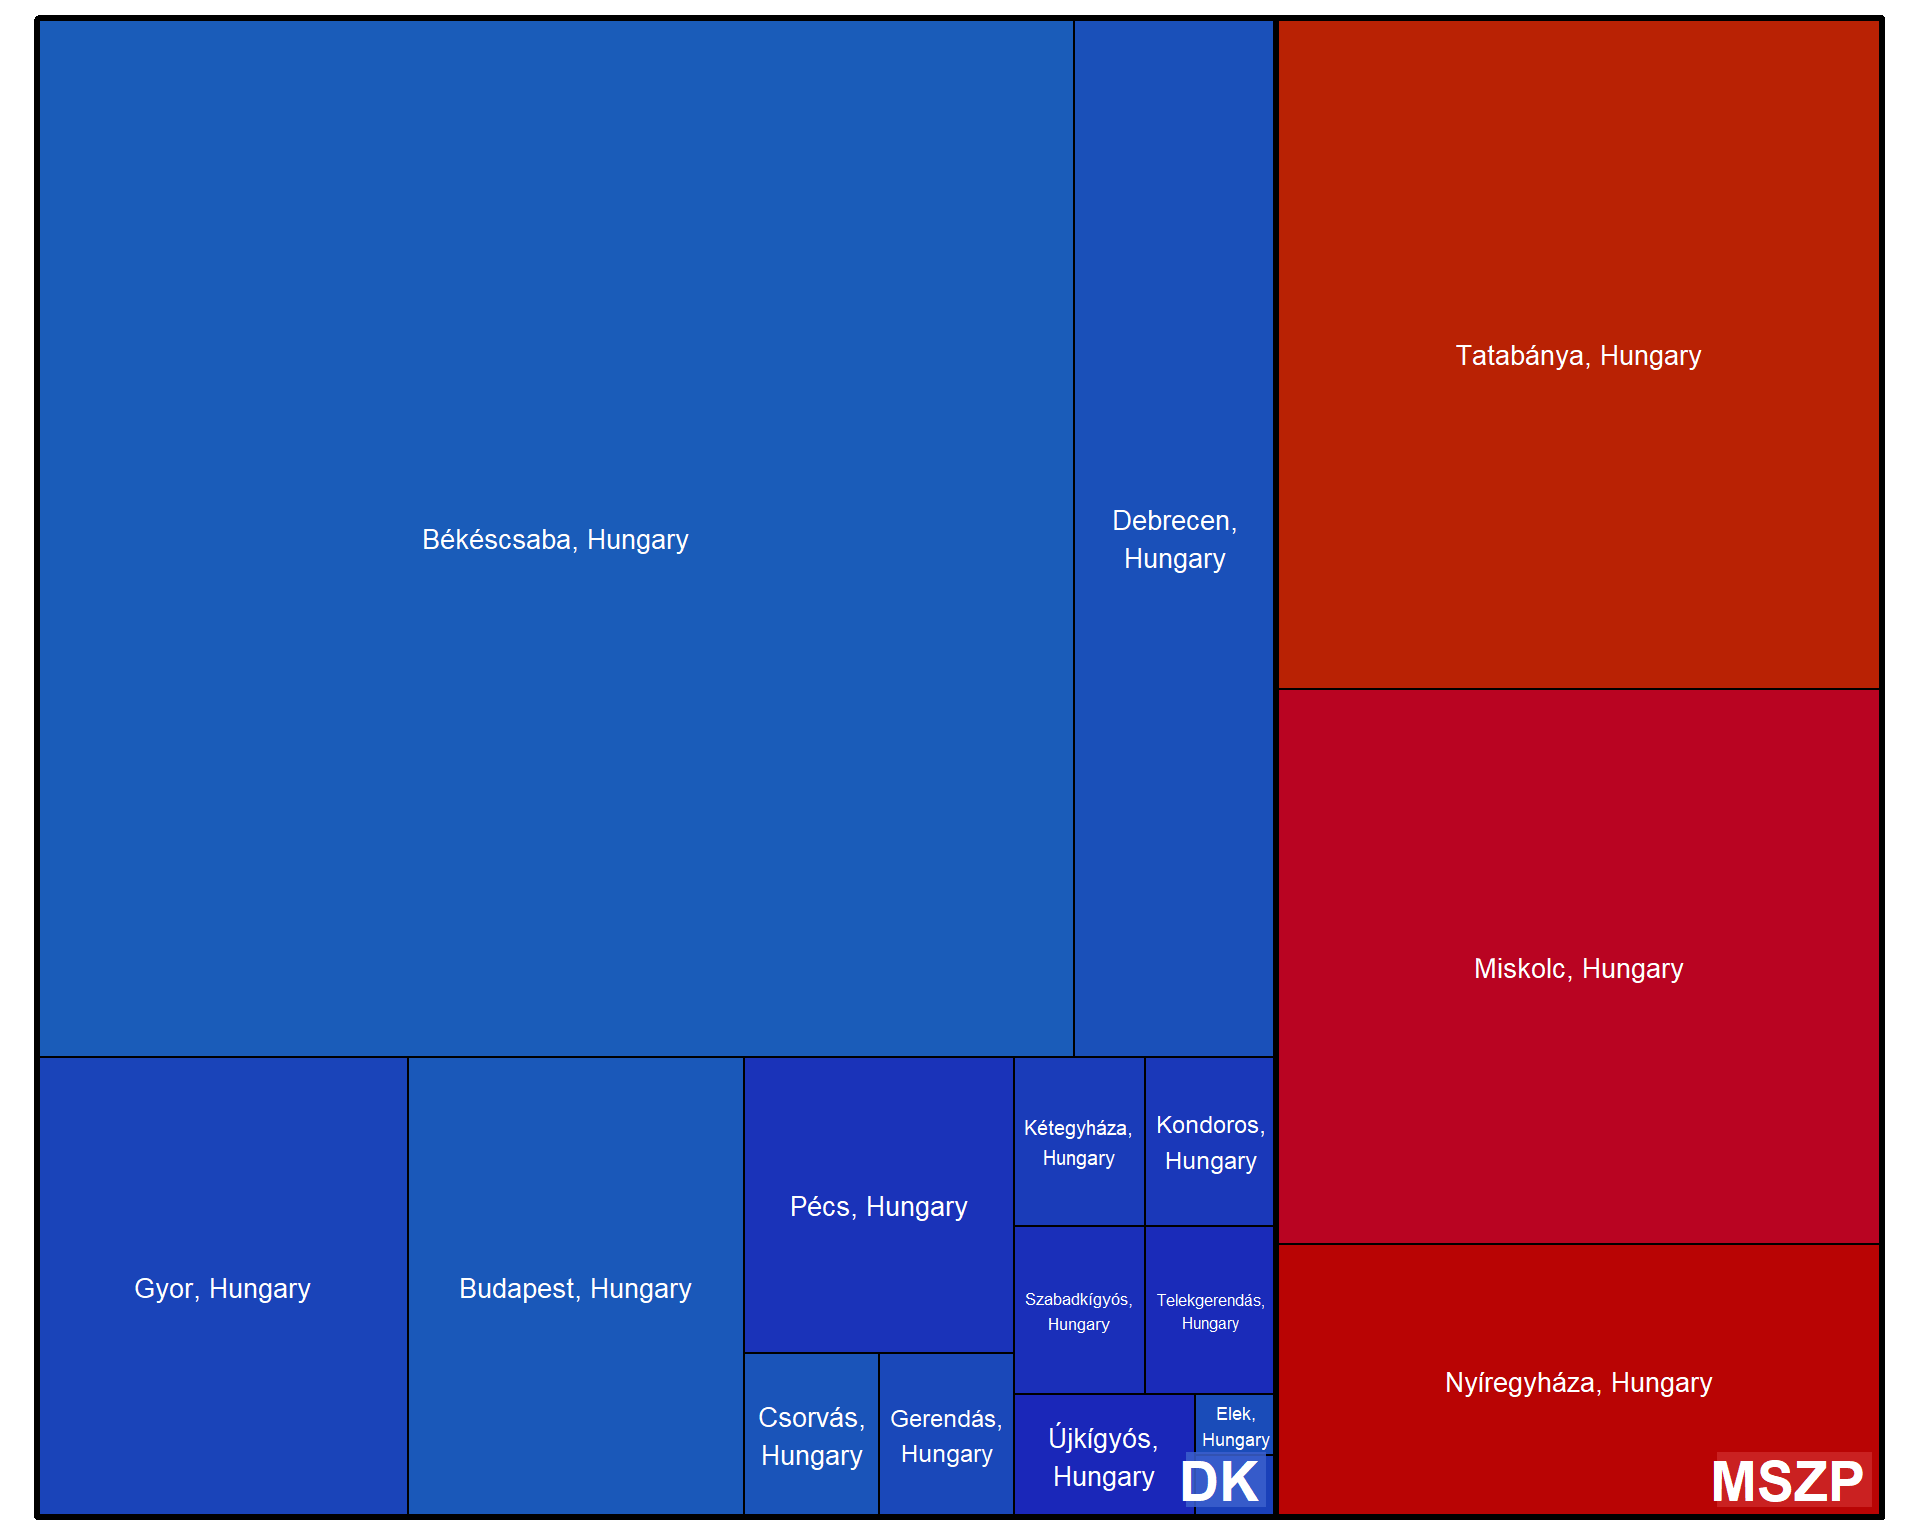 Békéscsaba, Hungary
Debrecen,
Hungary
Tatabánya, Hungary
Miskolc, Hungary
Gyor, Hungary
Budapest, Hungary
Pécs, Hungary
Kétegyháza,
Hungary
Kondoros,
Hungary
Szabadkígyós,
Hungary
Telekgerendás,
Hungary
Csorvás,
Hungary
Gerendás,
Hungary
Újkígyós,
Hungary
Elek,
Hungary
DK
Nyíregyháza, Hungary
MSZP